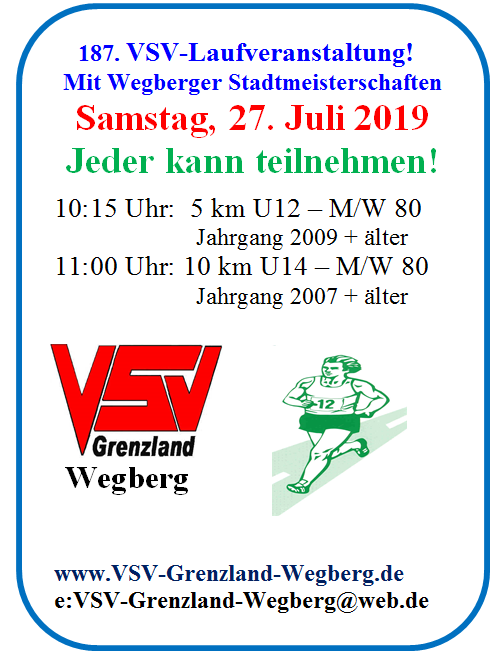 187. VSV-Laufveranstaltung!
Mit Wegberger Stadtmeisterschaften
Samstag, 27. Juli 2019
Jeder kann teilnehmen!
10:15 Uhr: 5 km U12 – M/W 80
Jahrgang 2009 + älter
11:00 Uhr: 10 km U14 – M/W 80
Jahrgang 2007 + älter
VSV
Grenzland
Wegberg
-12
www.VSV-Grenzland-Wegberg.de
e:VSV-Grenzland-Wegberg@web.de